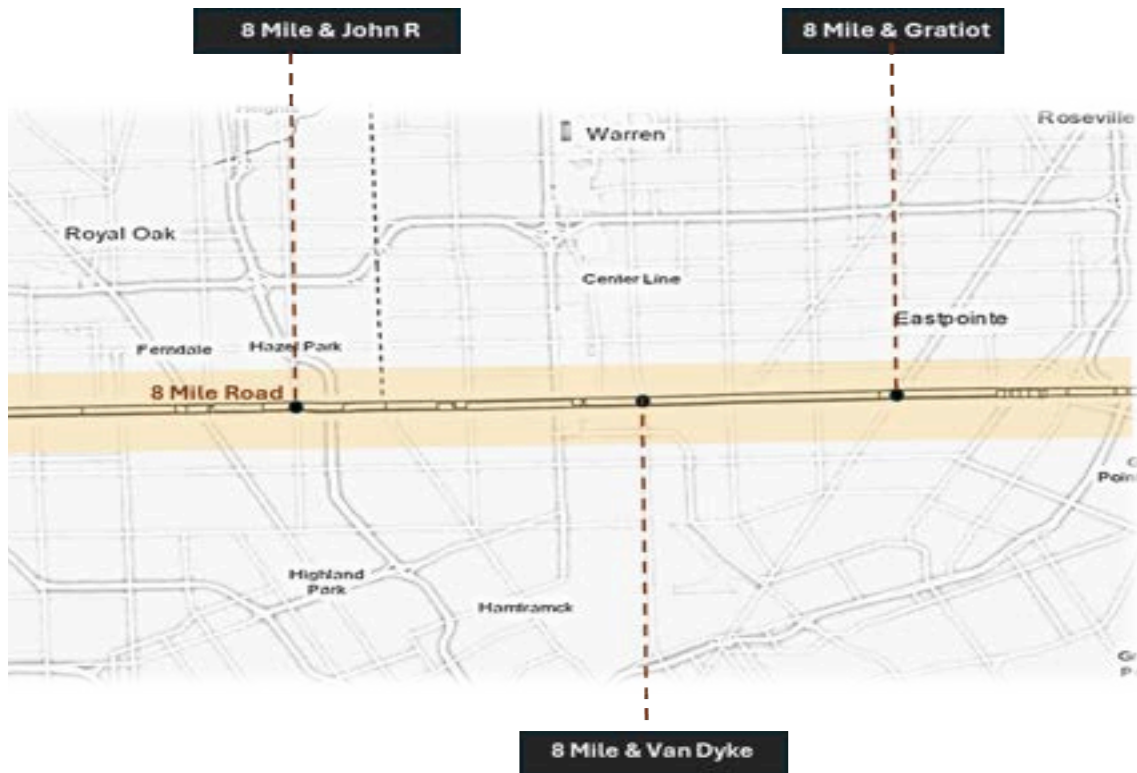 8 Mile & John R
8 Mile & Gratiot
Heights
Roseville
Warren
Royal Oak
Center Line
Eastpointe
Ferndale
Hazel Park
8 Mile Road
Highland
Park
Hamtramck
8 Mile & Van Dyke